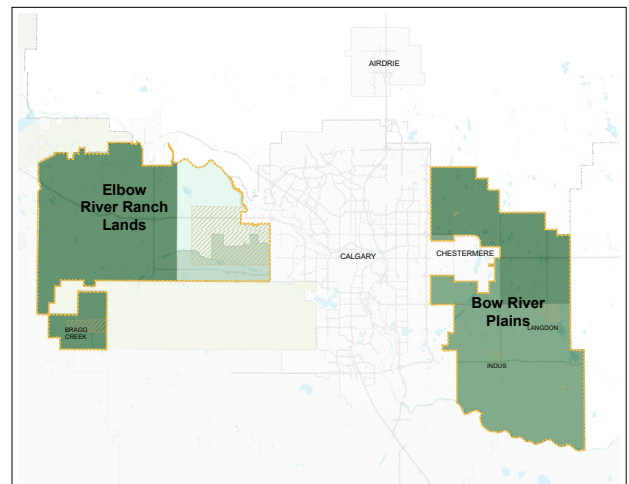 AIRDRIE
Elbow
River Ranch
Lands
CALGARY
CHESTERMERE
Bow River
Plains
LANGDON
BRAGG
CREEK
INDUS